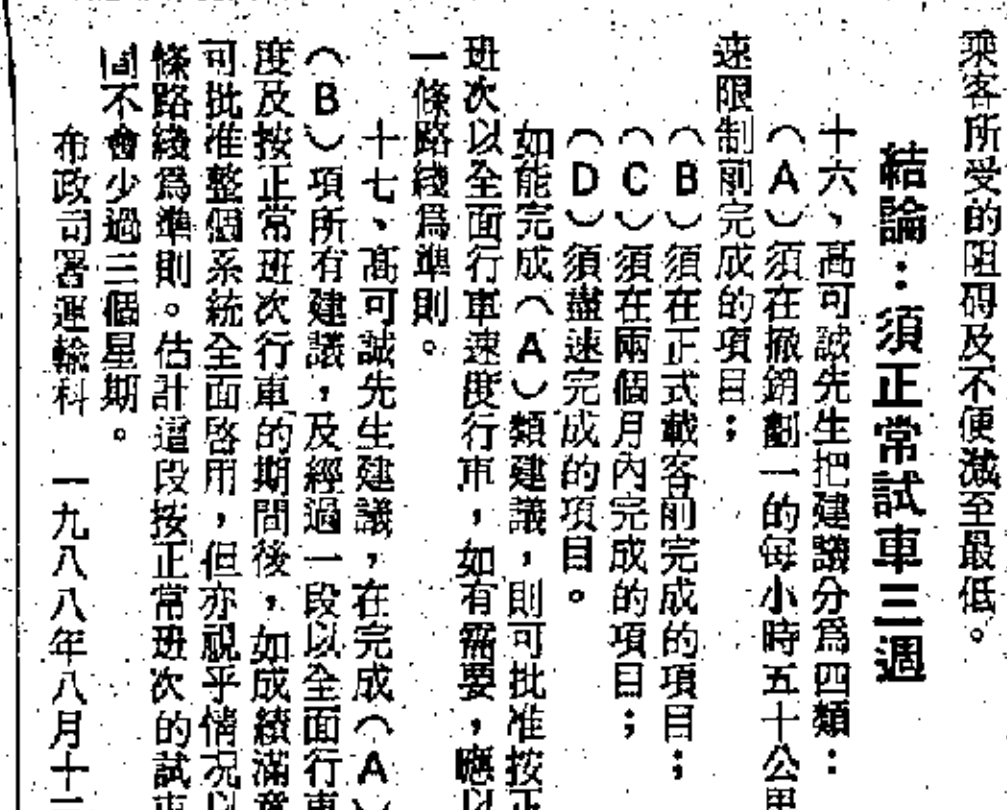 乘客所受的阻碍及不便減至最低。
結論：須正常試車三週
十六、高可誠先生把建議分爲四類：
（A）須在撤銷劃一的每小時五十公里
速限制前完成的項目；
（B）須在正式載客前完成的項目；
（C）須在兩個月內完成的項目；
（D）須盡速完成的項目。
如能完成（A）類建議，則可批准按正
班次以全面行車速度行車，如有需要，應以
一條路綫爲準則。
十七、高可誠先生建議，在完成（A）
（B）項所有建議，及經過一段以全面行車
度及按正常班次行車的期間後，如成績滿意
可批准整個系統全面啓用，但亦視乎情况以
條路綫爲準則。估計這段按正常班次的試車
間不會少過三個星期。
布政司署運輸科　一九八八年八月十